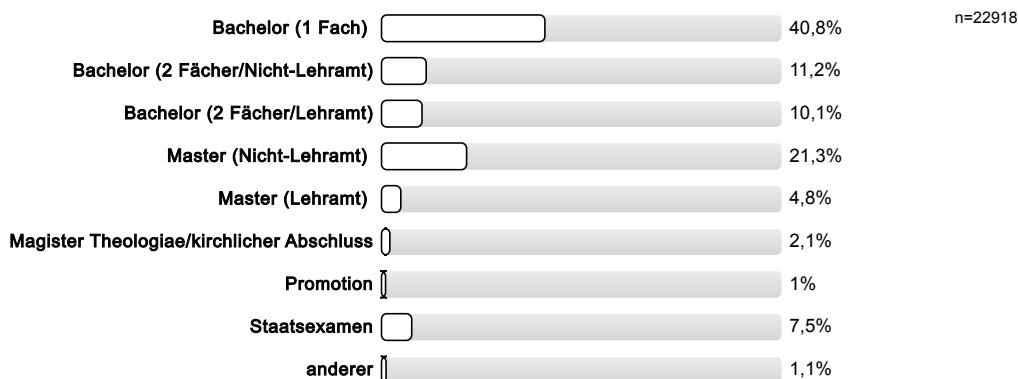 Bachelor (1 Fach) 40,8% n=22918
Bachelor (2 Fächer/Nicht-Lehramt) 11,2%
Bachelor (2 Fächer/Lehramt) 10,1%
Master (Nicht-Lehramt) 21,3%
Master (Lehramt) 4,8%
Magister Theologiae/kirchlicher Abschluss 2,1%
Promotion 1%
Staatsexamen 7,5%
anderer 1,1%